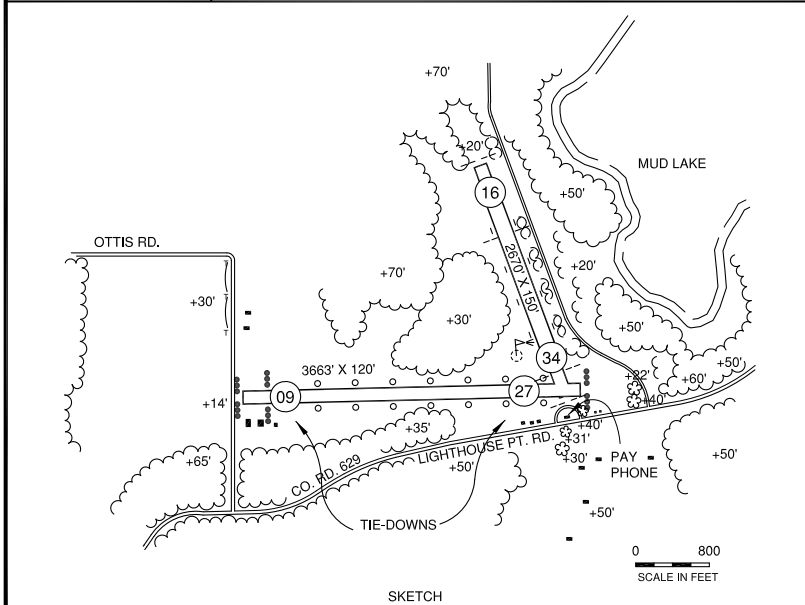 +70'
+20'
16
+50'
MUD LAKE
OTTIS RD.
2670' X 150'
+70'
+20'
+30'
T
T
+30'
+50'
34
3663' X 120'
+22'
+50'
+60'
09
27
+40'
+14'
+40'
+35'
+31'
LIGHTHOUSE PT. RD.
+65'
+50'
+30'
PAY
PHONE
+50'
CO. RD. 629
TIE-DOWNS
+50'
0 800
SCALE IN FEET
SKETCH